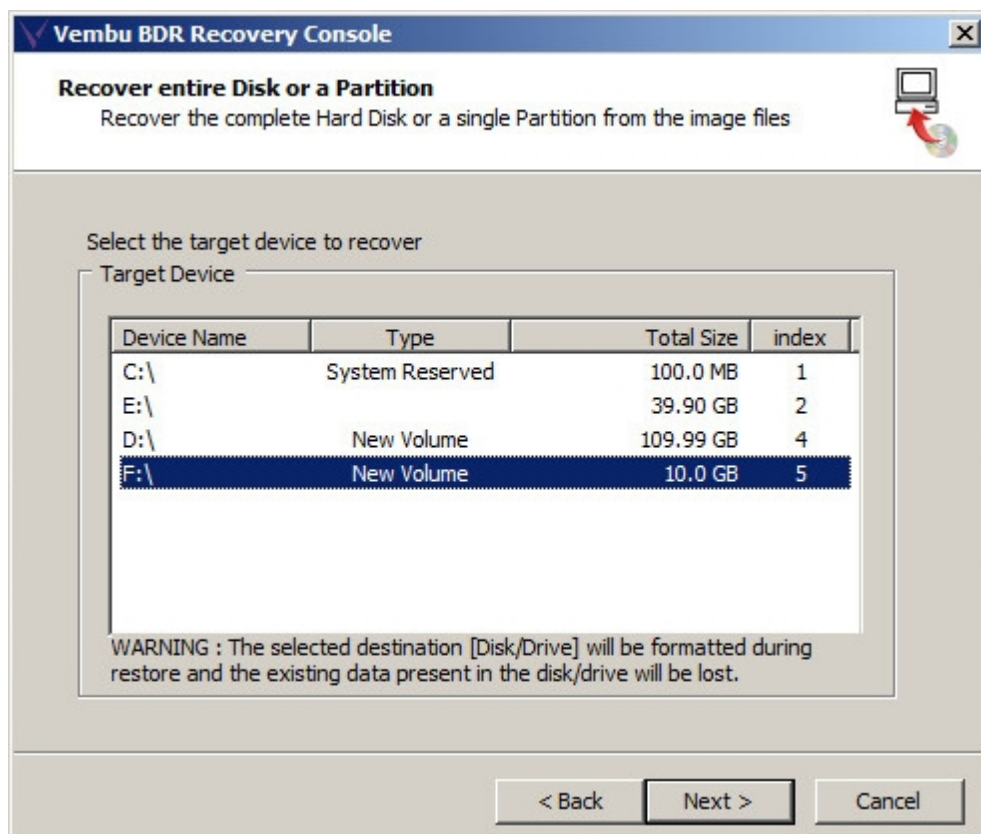 Vembu BDR Recovery Console
Recover entire Disk or a Partition
Recover the complete Hard Disk or a single Partition from the image files
Select the target device to recover
Target Device
Device Name Type Total Size index
C:\ System Reserved 100.0 MB 1
E:\ 39.90 GB 2
D:\ New Volume 109.99 GB 4
F:\ New Volume 10.0 GB 5
WARNING : The selected destination [Disk/Drive] will be formatted during
restore and the existing data present in the disk/drive will be lost.
< Back Next > Cancel